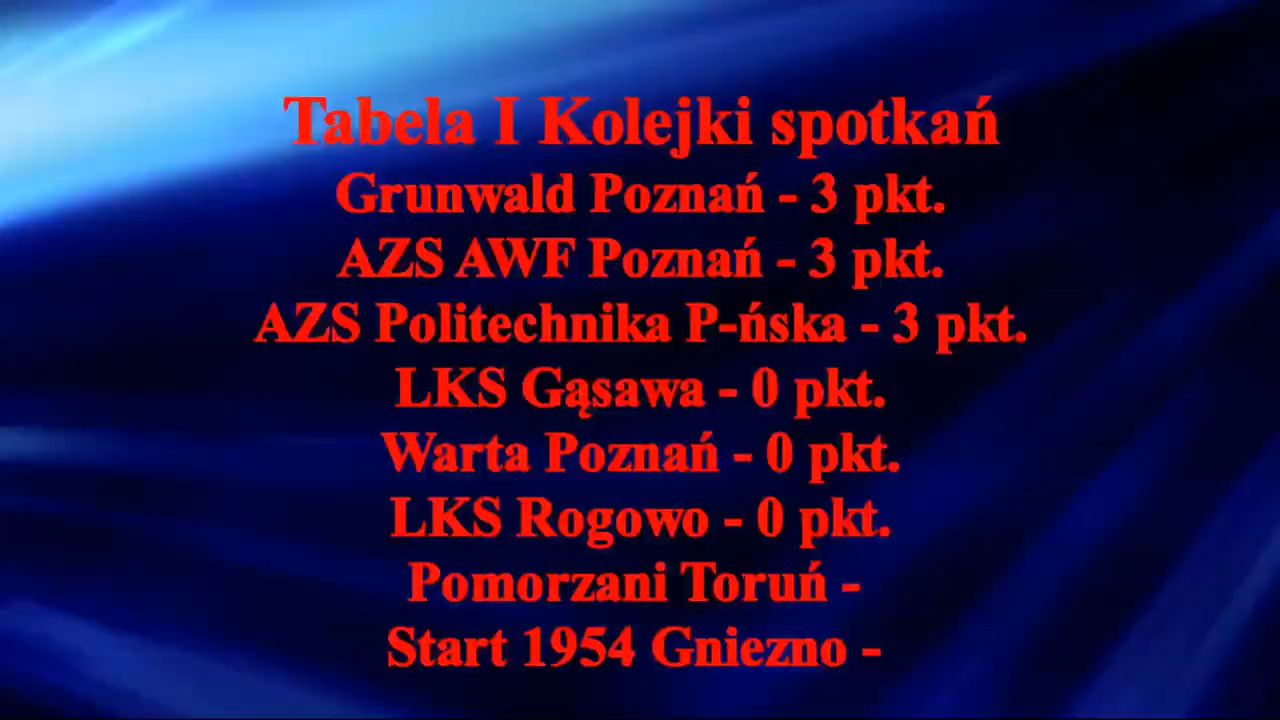 Tabela I Kolejki spotkań
Grunwald Poznań - 3 pkt.
AZS AWF Poznań - 3 pkt.
AZS Politechnika P-ńska - 3 pkt.
LKS Gąsawa - 0 pkt.
Warta Poznań - 0 pkt.
LKS Rogowo - 0 pkt.
Pomorzani Toruń -
Start 1954 Gniezno -